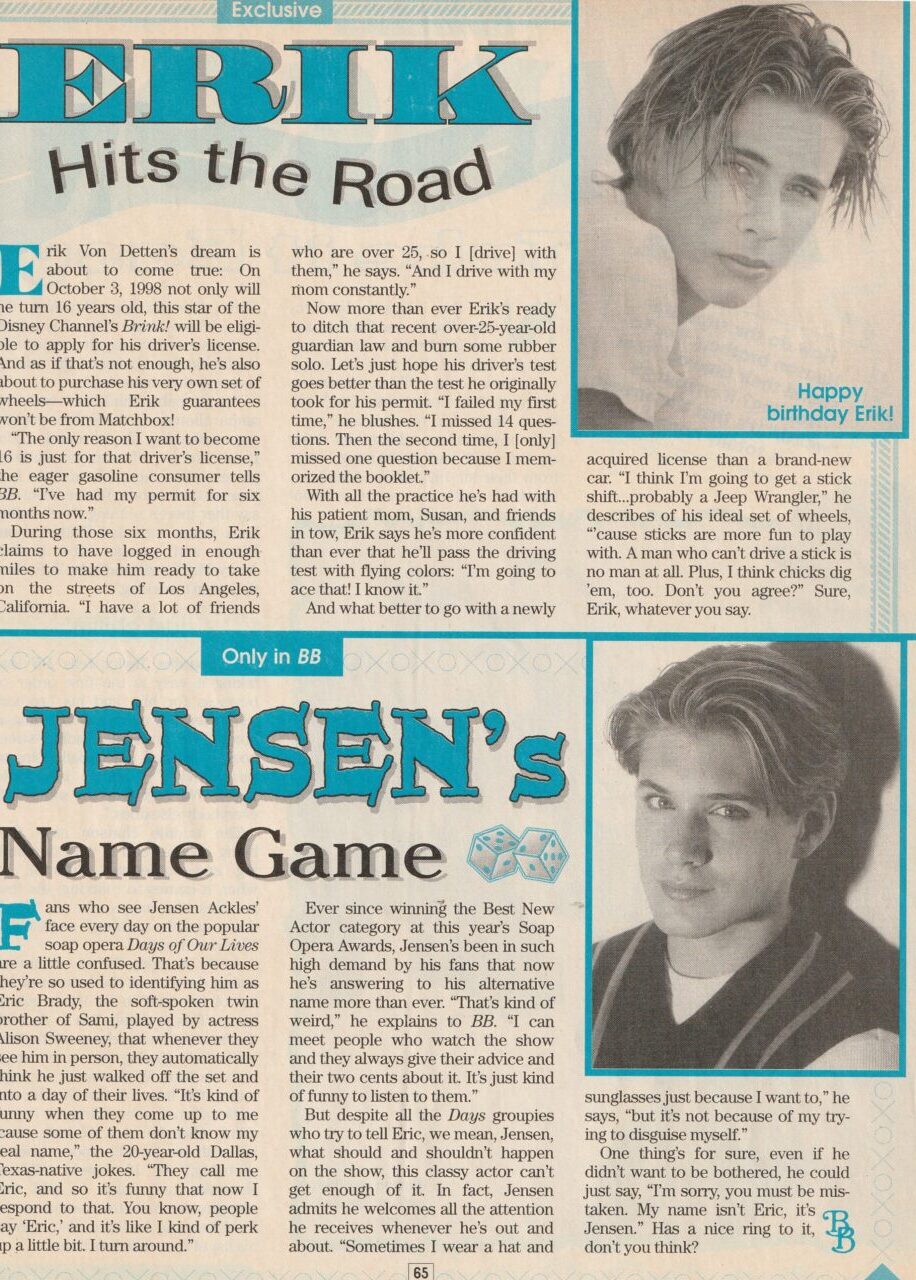 Exclusive
ERIK
Hits the Road
Erik Von Detten's dream is
about to come true: On
October 3, 1998 not only will
he turn 16 years old, this star of the
Disney Channel's Brink! will be eligi-
ble to apply for his driver's license.
And as if that's not enough, he's also
about to purchase his very own set of
wheels—which Erik guarantees
won't be from Matchbox!
"The only reason I want to become
16 is just for that driver's license,"
the eager gasoline consumer tells
BB. "I've had my permit for six
months now."
During those six months, Erik
claims to have logged in enough
miles to make him ready to take
on the streets of Los Angeles,
California. "I have a lot of friends
who are over 25, so I [drive] with
them," he says. "And I drive with my
mom constantly."
Now more than ever Erik's ready
to ditch that recent over-25-year-old
guardian law and burn some rubber
solo. Let's just hope his driver's test
goes better than the test he originally
took for his permit. "I failed my first
time," he blushes. "I missed 14 ques-
tions. Then the second time, I [only]
missed one question because I mem-
orized the booklet."
With all the practice he's had with
his patient mom, Susan, and friends
in tow, Erik says he's more confident
than ever that he'll pass the driving
test with flying colors: "I'm going to
ace that! I know it."
And what better to go with a newly
Happy
birthday Erik!
acquired license than a brand-new
car. "I think I'm going to get a stick
shift...probably a Jeep Wrangler," he
describes of his ideal set of wheels,
"'cause sticks are more fun to play
with. A man who can't drive a stick is
no man at all. Plus, I think chicks dig
'em, too. Don't you agree?" Sure,
Erik, whatever you say.
Only in BB
JENSEN's
Name Game
Fans who see Jensen Ackles'
face every day on the popular
soap opera Days of Our Lives
are a little confused. That's because
they're so used to identifying him as
Eric Brady, the soft-spoken twin
brother of Sami, played by actress
Alison Sweeney, that whenever they
see him in person, they automatically
think he just walked off the set and
into a day of their lives. "It's kind of
funny when they come up to me
'cause some of them don't know my
real name," the 20-year-old Dallas,
Texas-native jokes. "They call me
Eric, and so it's funny that now I
respond to that. You know, people
say 'Eric,' and it's like I kind of perk
up a little bit. I turn around."
Ever since winning the Best New
Actor category at this year's Soap
Opera Awards, Jensen's been in such
high demand by his fans that now
he's answering to his alternative
name more than ever. "That's kind of
weird," he explains to BB. "I can
meet people who watch the show
and they always give their advice and
their two cents about it. It's just kind
of funny to listen to them."
But despite all the Days groupies
who try to tell Eric, we mean, Jensen,
what should and shouldn't happen
on the show, this classy actor can't
get enough of it. In fact, Jensen
admits he welcomes all the attention
he receives whenever he's out and
about. "Sometimes I wear a hat and
sunglasses just because I want to," he
says, "but it's not because of my try-
ing to disguise myself."
One thing's for sure, even if he
didn't want to be bothered, he could
just say, "I'm sorry, you must be mis-
taken. My name isn't Eric, it's
Jensen." Has a nice ring to it,
don't you think?
BB
65